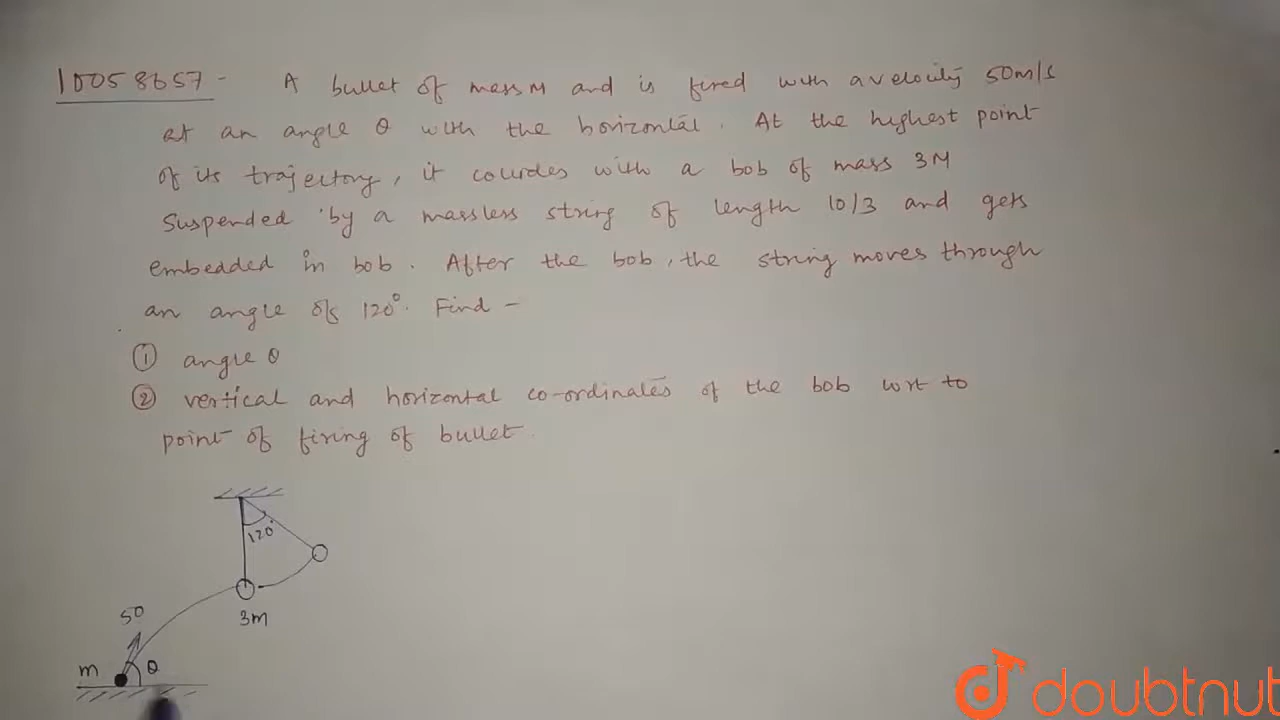 10058657 - A bullet of mass M and is fired with a velocity 50m/s
at an angle θ with the horizontal. At the highest point
of its trajectory, it collides with a bob of mass 3M
suspended by a massless string of length 10/3 and gets
embedded in bob. After the bob, the string moves through
an angle of 120°. Find -
① angle θ
② vertical and horizontal co-ordinates of the bob wrt to
point of firing of bullet.
120°
50
3m
m θ
doubtnut